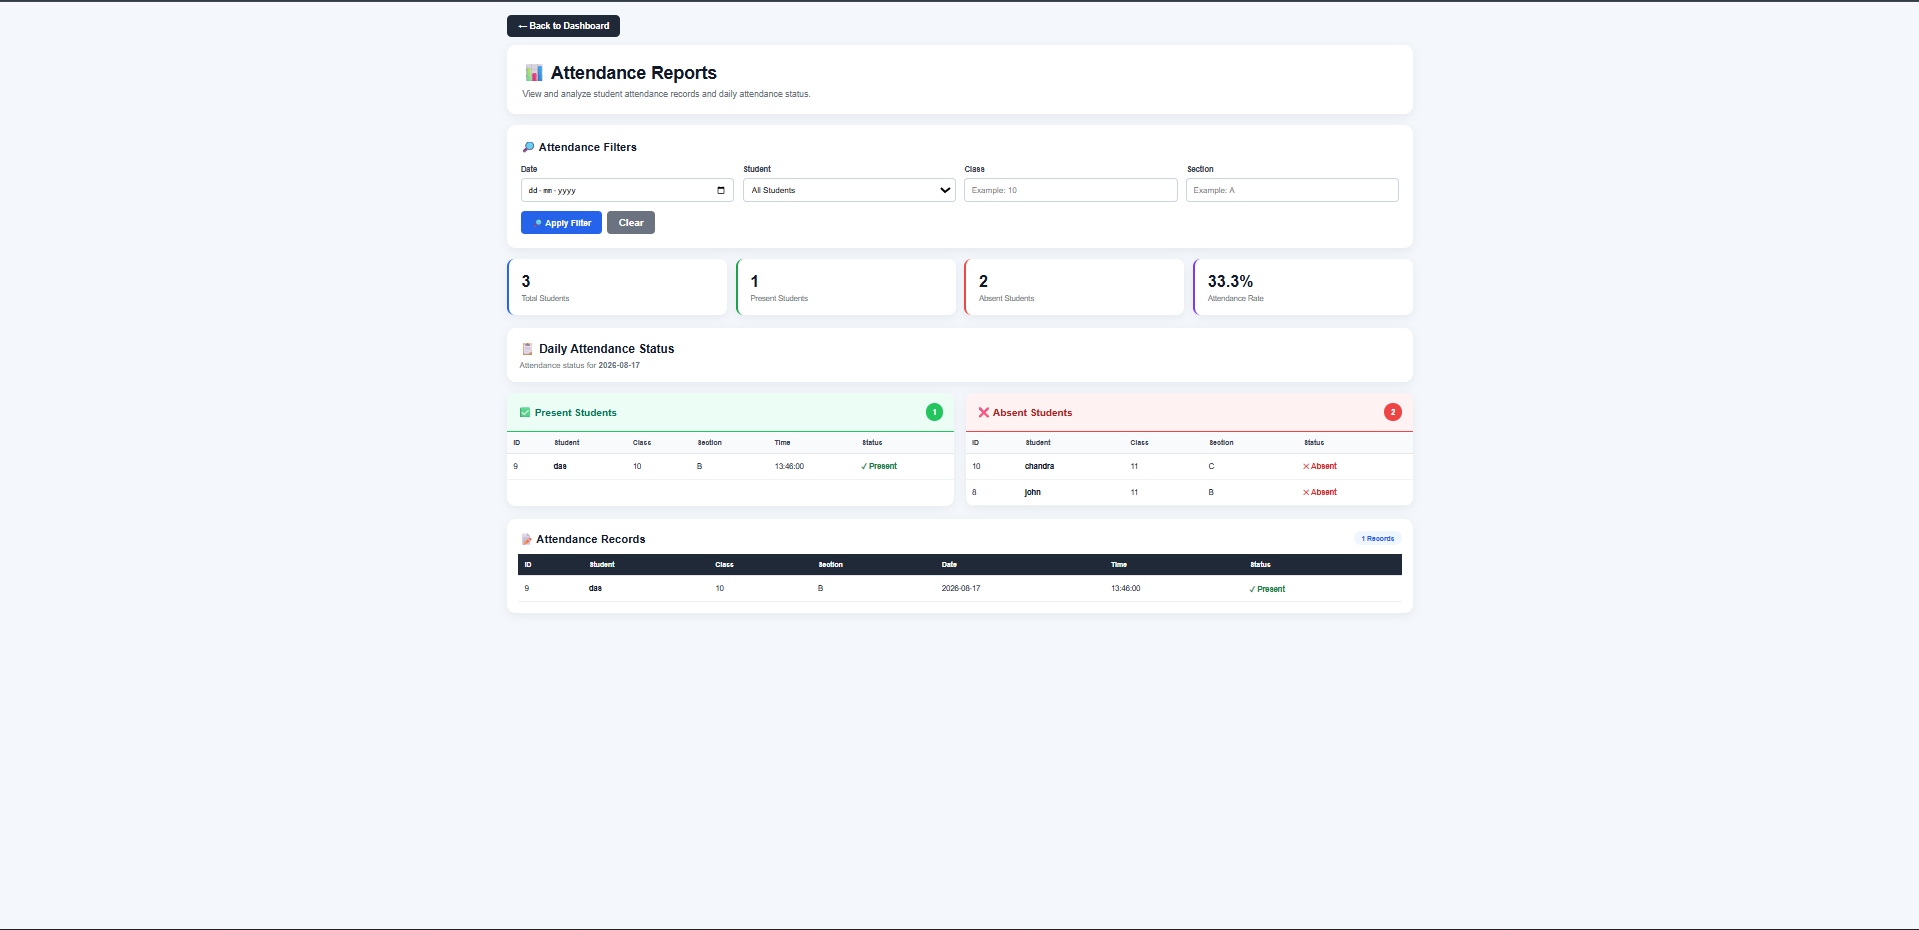 ← Back to Dashboard
Attendance Reports
View and analyze student attendance records and daily attendance status.
Attendance Filters
Date Student Class Section
dd-mm-yyyy All Students Example: 10 Example: A
Apply Filter Clear
3 1 2 33.3%
Total Students Present Students Absent Students Attendance Rate
Daily Attendance Status
Attendance status for 2026-08-17
Present Students 1
ID Student Class Section Time Status
9 das 10 B 13:46:00 ✓ Present
Absent Students 2
ID Student Class Section Status
10 chandra 11 C ✕ Absent
8 john 11 B ✕ Absent
Attendance Records 1 Records
ID Student Class Section Date Time Status
9 das 10 B 2026-08-17 13:46:00 ✓ Present